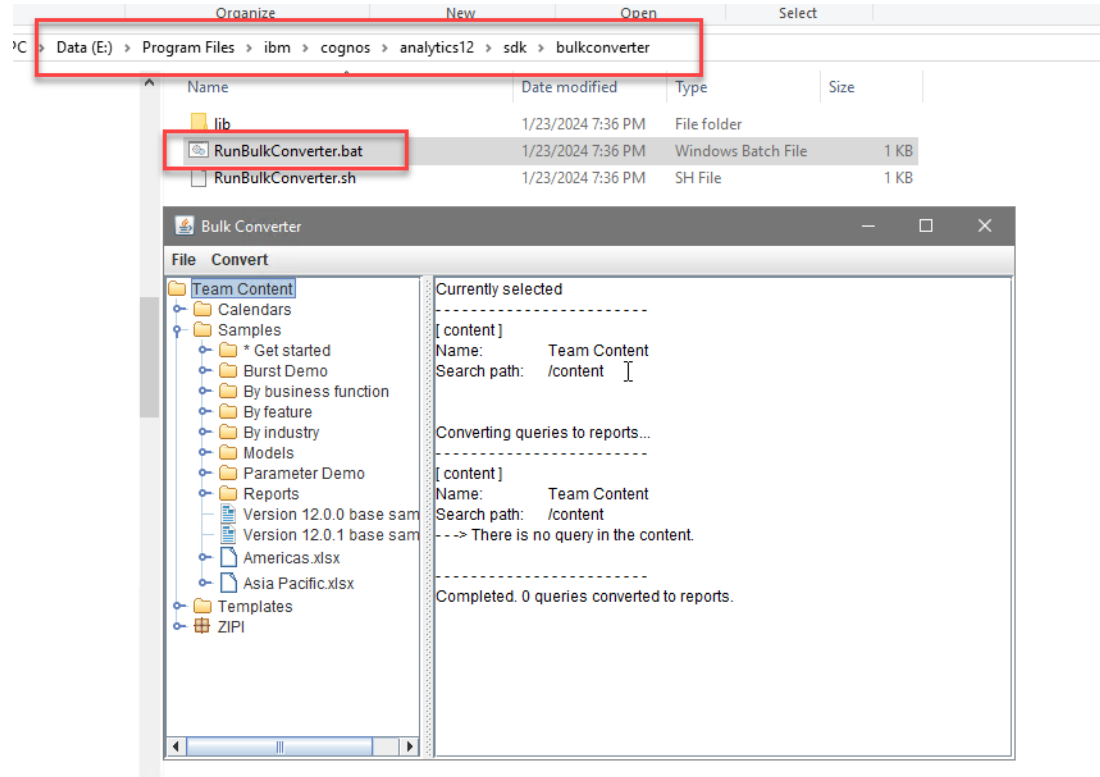 Organize New Open Select
PC > Data (E:) > Program Files > ibm > cognos > analytics12 > sdk > bulkconverter
Name Date modified Type Size
lib 1/23/2024 7:36 PM File folder
RunBulkConverter.bat 1/23/2024 7:36 PM Windows Batch File 1 KB
RunBulkConverter.sh 1/23/2024 7:36 PM SH File 1 KB
Bulk Converter
File Convert
Team Content
Calendars
Samples
* Get started
Burst Demo
By business function
By feature
By industry
Models
Parameter Demo
Reports
Version 12.0.0 base sam
Version 12.0.1 base sam
Americas.xlsx
Asia Pacific.xlsx
Templates
ZIPI
Currently selected
- - - - - - - - - - - - - - - - - - - - - - - -
[ content ]
Name: Team Content
Search path: /content
Converting queries to reports...
- - - - - - - - - - - - - - - - - - - - - - - -
[ content ]
Name: Team Content
Search path: /content
- - -> There is no query in the content.
- - - - - - - - - - - - - - - - - - - - - - - -
Completed. 0 queries converted to reports.